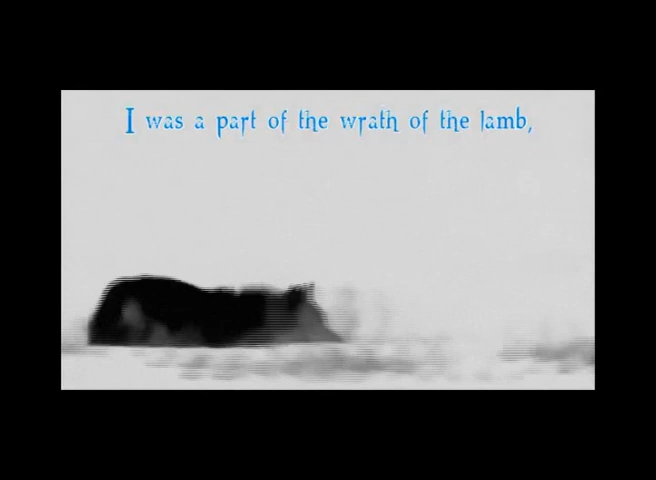 I was a part of the wrath of the lamb,